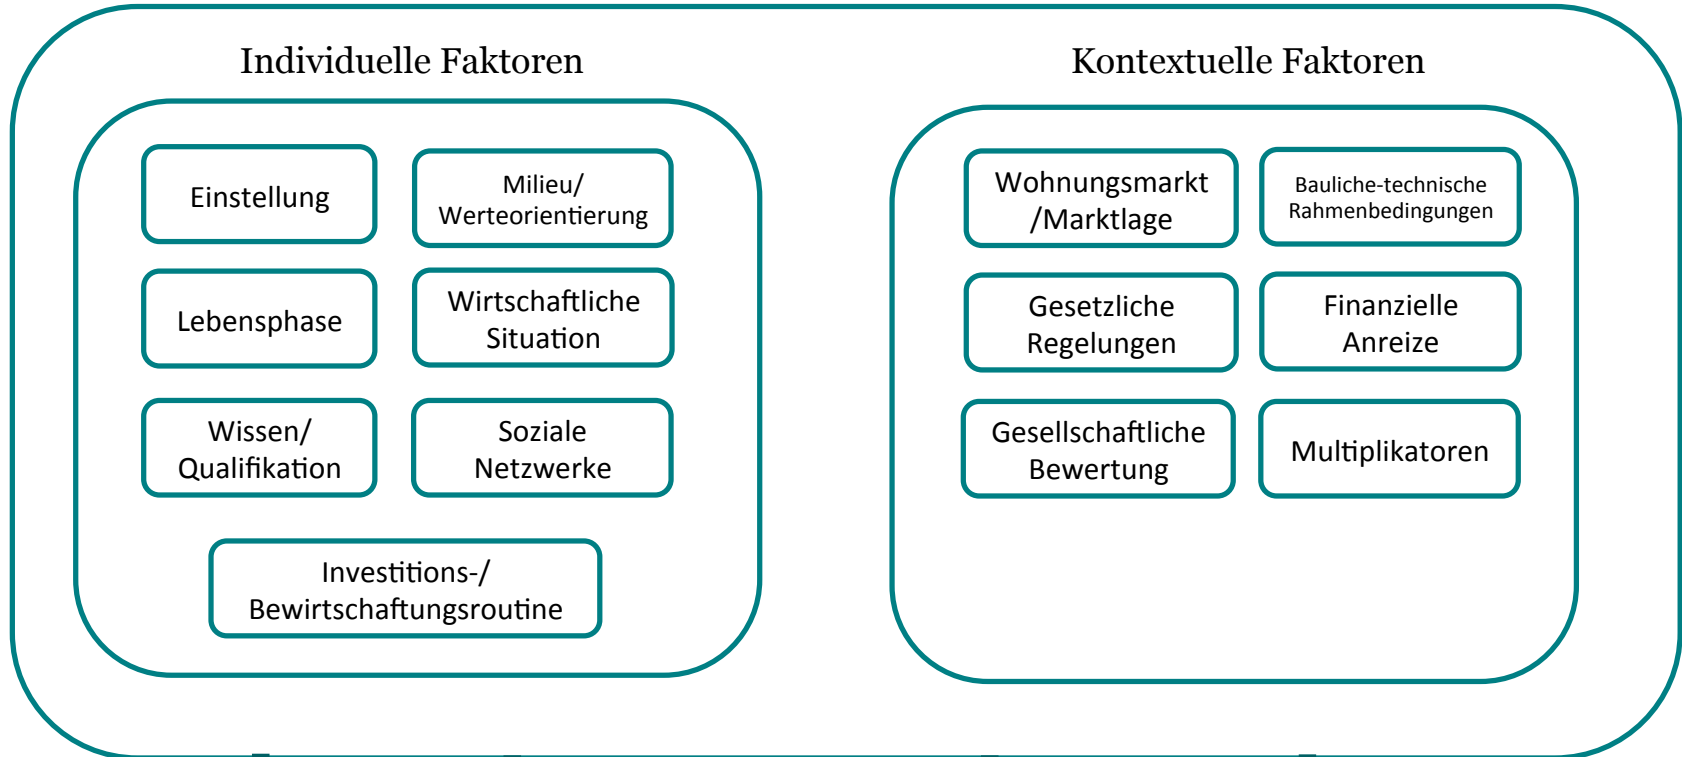 Individuelle Faktoren
Einstellung
Milieu/
Werteorientierung
Lebensphase
Wirtschaftliche
Situation
Wissen/
Qualifikation
Soziale
Netzwerke
Investitions-/
Bewirtschaftungsroutine
Kontextuelle Faktoren
Wohnungsmarkt
/Marktlage
Bauliche-technische
Rahmenbedingungen
Gesetzliche
Regelungen
Finanzielle
Anreize
Gesellschaftliche
Bewertung
Multiplikatoren